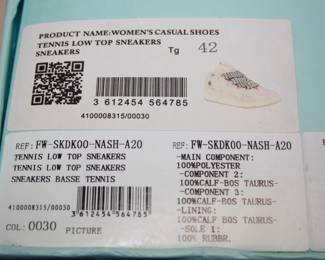 PRODUCT NAME:WOMEN'S CASUAL SHOES
TENNIS LOW TOP SNEAKERS
SNEAKERS
Tg 42
3 612454 564785
4100008315/00030
REF: FW-SKDK00-NASH-A20
TENNIS LOW TOP SNEAKERS
TENNIS LOW TOP SNEAKERS
SNEAKERS BASSE TENNIS
4100008315/00030
3 612454 564785
COL: 0030 PICTURE
REF: FW-SKDK00-NASH-A20
-MAIN COMPONENT:
100%POLYESTER
-COMPONENT 2:
100%CALF-BOS TAURUS-
-COMPONENT 3:
100%CALF-BOS TAURUS-
-LINING:
100%CALF-BOS TAURUS-
-SOLE 1:
100% RUBBR.